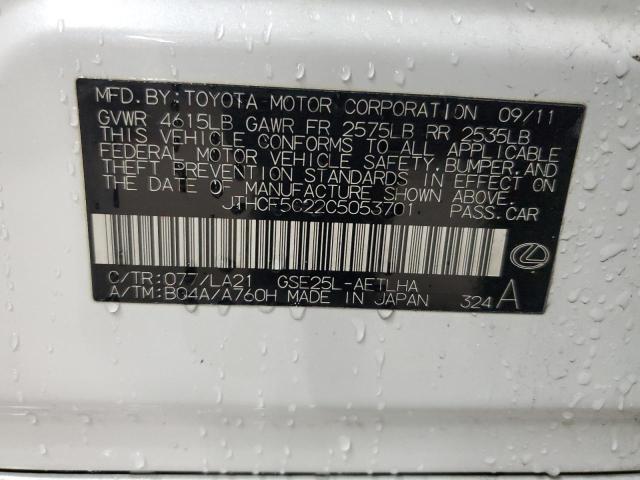 MFD. BY: TOYOTA MOTOR CORPORATION 09/11
GVWR 4615LB GAWR FR 2575LB RR 2535LB
THIS VEHICLE CONFORMS TO ALL APPLICABLE
FEDERAL MOTOR VEHICLE SAFETY, BUMPER, AND
THEFT PREVENTION STANDARDS IN EFFECT ON
THE DATE OF MANUFACTURE SHOWN ABOVE.
JTHCF5C22C5053701 PASS.CAR
C/TR:077/LA21 GSE25L-AETLHA
A/TM:B04A/A760H MADE IN JAPAN 324 A